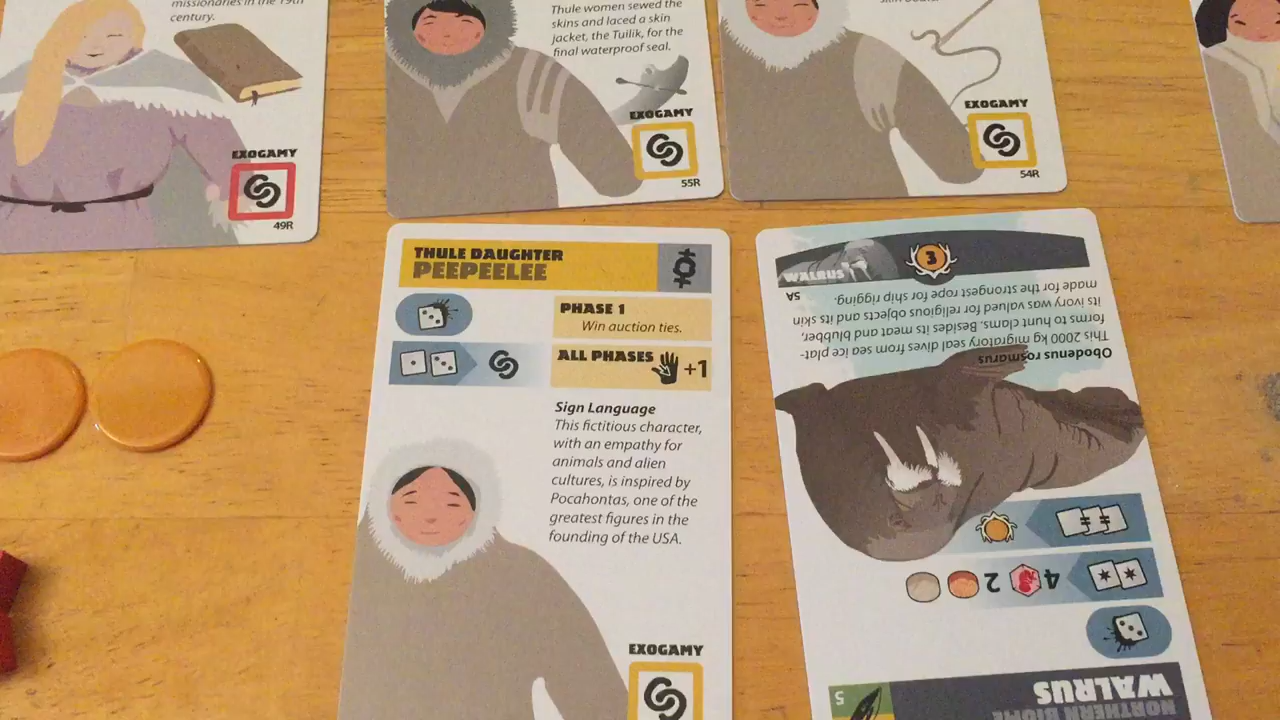 missionaries in the 19th
century.
EXOGAMY
49R
Thule women sewed the
skins and laced a skin
jacket, the Tuilik, for the
final waterproof seal.
EXOGAMY
55R
EXOGAMY
54R
THULE DAUGHTER
PEEPEELEE
PHASE 1
Win auction ties.
ALL PHASES +1
Sign Language
This fictitious character,
with an empathy for
animals and alien
cultures, is inspired by
Pocahontas, one of the
greatest figures in the
founding of the USA.
EXOGAMY
NORTHERN BIOME
WALRUS
5
4 2
Obodenus rosmarus
This 2000 kg migratory seal dives from sea ice plat-
forms to hunt clams. Besides its meat and blubber,
its ivory was valued for religious objects and its skin
made for the strongest rope for ship rigging.
5A
WALRUS
3